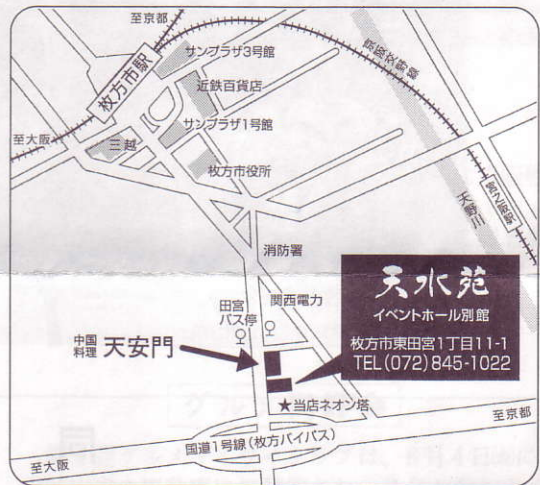 至京都
サンプラザ3号館
枚方市駅
近鉄百貨店
京阪交野線
サンプラザ1号館
至大阪
三越
枚方市役所
宮之阪駅
天野川
消防署
天水苑
イベントホール別館
枚方市東田宮1丁目11-1
TEL(072)845-1022
関西電力
田宮
バス停
中国
料理 天安門
★当店ネオン塔
至京都
国道1号線(枚方バイパス)
至大阪